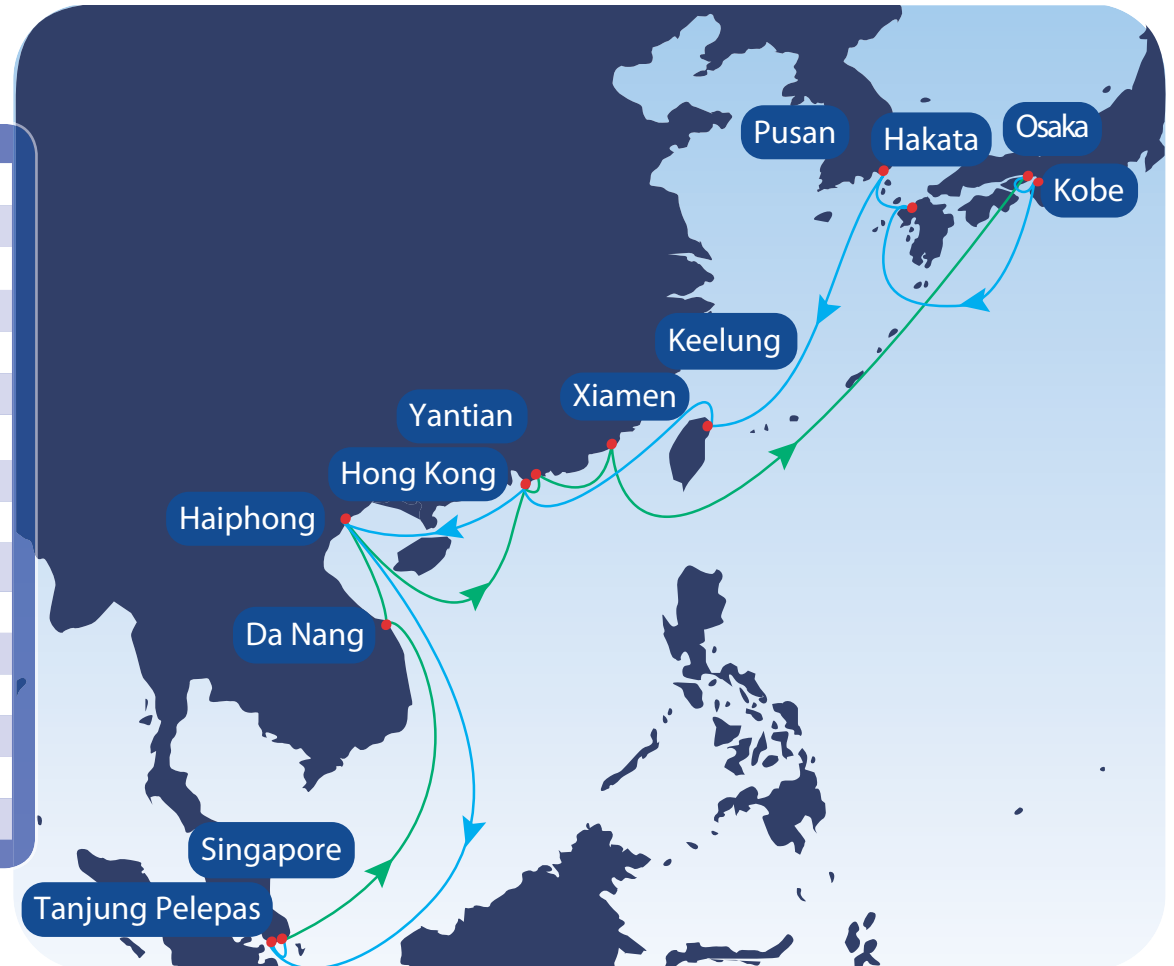 Osaka
Pusan
Hakata
Kobe
Keelung
Xiamen
Yantian
Hong Kong
Haiphong
Da Nang
Singapore
Tanjung Pelepas